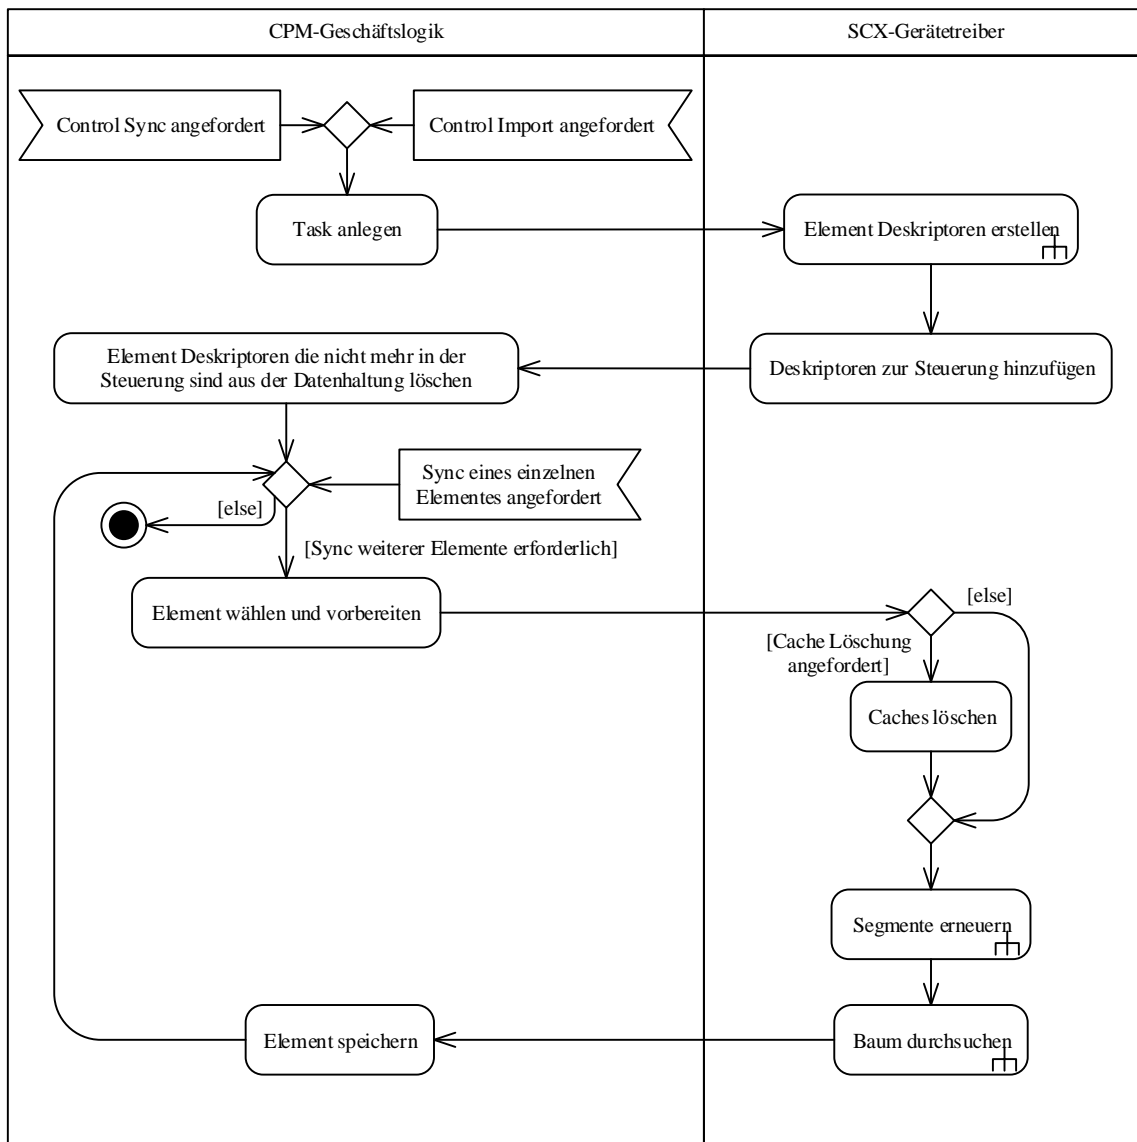 CPM-Geschäftslogik
SCX-Gerätetreiber
Control Sync angefordert
Control Import angefordert
Task anlegen
Element Deskriptoren erstellen
Element Deskriptoren die nicht mehr in der
Steuerung sind aus der Datenhaltung löschen
Deskriptoren zur Steuerung hinzufügen
Sync eines einzelnen
Elementes angefordert
[else]
[Sync weiterer Elemente erforderlich]
Element wählen und vorbereiten
[else]
[Cache Löschung
angefordert]
Caches löschen
Segmente erneuern
Element speichern
Baum durchsuchen